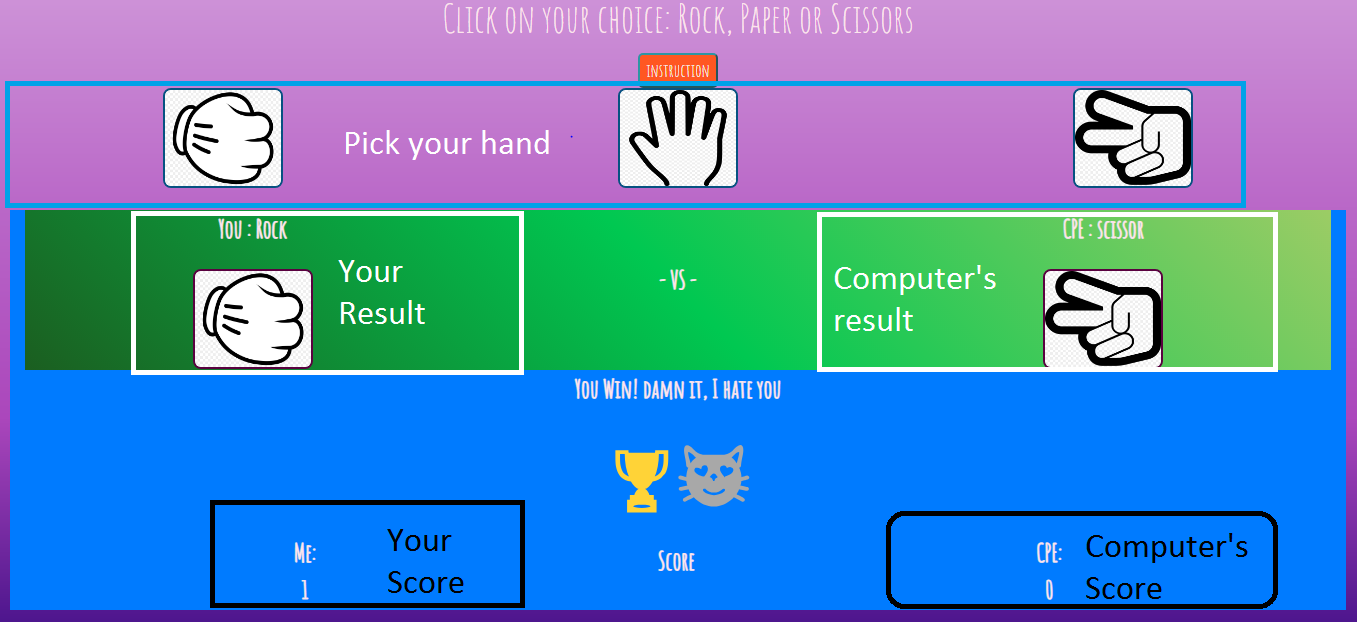 Click on your choice: Rock, Paper or Scissors
instruction
Pick your hand
You : Rock
Your
Result
- VS -
CPE : scissor
Computer's
result
You Win! damn it, I hate you
Me:
1
Your
Score
Score
CPE:
0
Computer's
Score